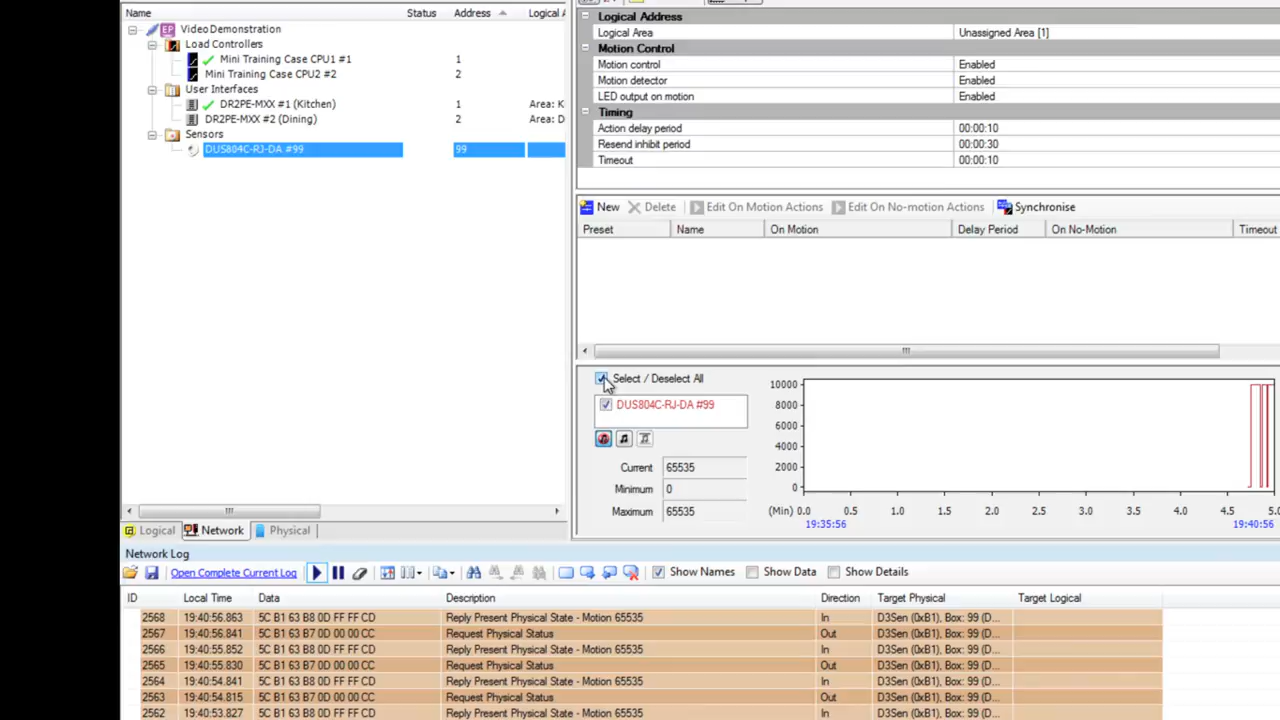 Name Status Address Logical A
EP Video Demonstration
Load Controllers
Mini Training Case CPU1 #1 1
Mini Training Case CPU2 #2 2
User Interfaces
DR2PE-MXX #1 (Kitchen) 1 Area: K
DR2PE-MXX #2 (Dining) 2 Area: D
Sensors
DUS804C-RJ-DA #99 99
Logical Network Physical
Logical Address
Logical Area Unassigned Area [1]
Motion Control
Motion control Enabled
Motion detector Enabled
LED output on motion Enabled
Timing
Action delay period 00:00:10
Resend inhibit period 00:00:30
Timeout 00:00:10
New Delete Edit On Motion Actions Edit On No-motion Actions Synchronise
Preset Name On Motion Delay Period On No-Motion Timeout
Select / Deselect All
DUS804C-RJ-DA #99
Current 65535
Minimum 0
Maximum 65535
10000
8000
6000
4000
2000
0
(Min) 0.0 0.5 1.0 1.5 2.0 2.5 3.0 3.5 4.0 4.5 5.0
19:35:56 19:40:56
Network Log
Open Complete Current Log Show Names Show Data Show Details
ID Local Time Data Description Direction Target Physical Target Logical
2568 19:40:56.863 5C B1 63 B8 0D FF FF CD Reply Present Physical State - Motion 65535 In D3Sen (0xB1), Box: 99 (D...
2567 19:40:56.841 5C B1 63 B7 0D 00 00 CC Request Physical Status Out D3Sen (0xB1), Box: 99 (D...
2566 19:40:55.852 5C B1 63 B8 0D FF FF CD Reply Present Physical State - Motion 65535 In D3Sen (0xB1), Box: 99 (D...
2565 19:40:55.830 5C B1 63 B7 0D 00 00 CC Request Physical Status Out D3Sen (0xB1), Box: 99 (D...
2564 19:40:54.841 5C B1 63 B8 0D FF FF CD Reply Present Physical State - Motion 65535 In D3Sen (0xB1), Box: 99 (D...
2563 19:40:54.815 5C B1 63 B7 0D 00 00 CC Request Physical Status Out D3Sen (0xB1), Box: 99 (D...
2562 19:40:53.827 5C B1 63 B8 0D FF FF CD Reply Present Physical State - Motion 65535 In D3Sen (0xB1), Box: 99 (D...